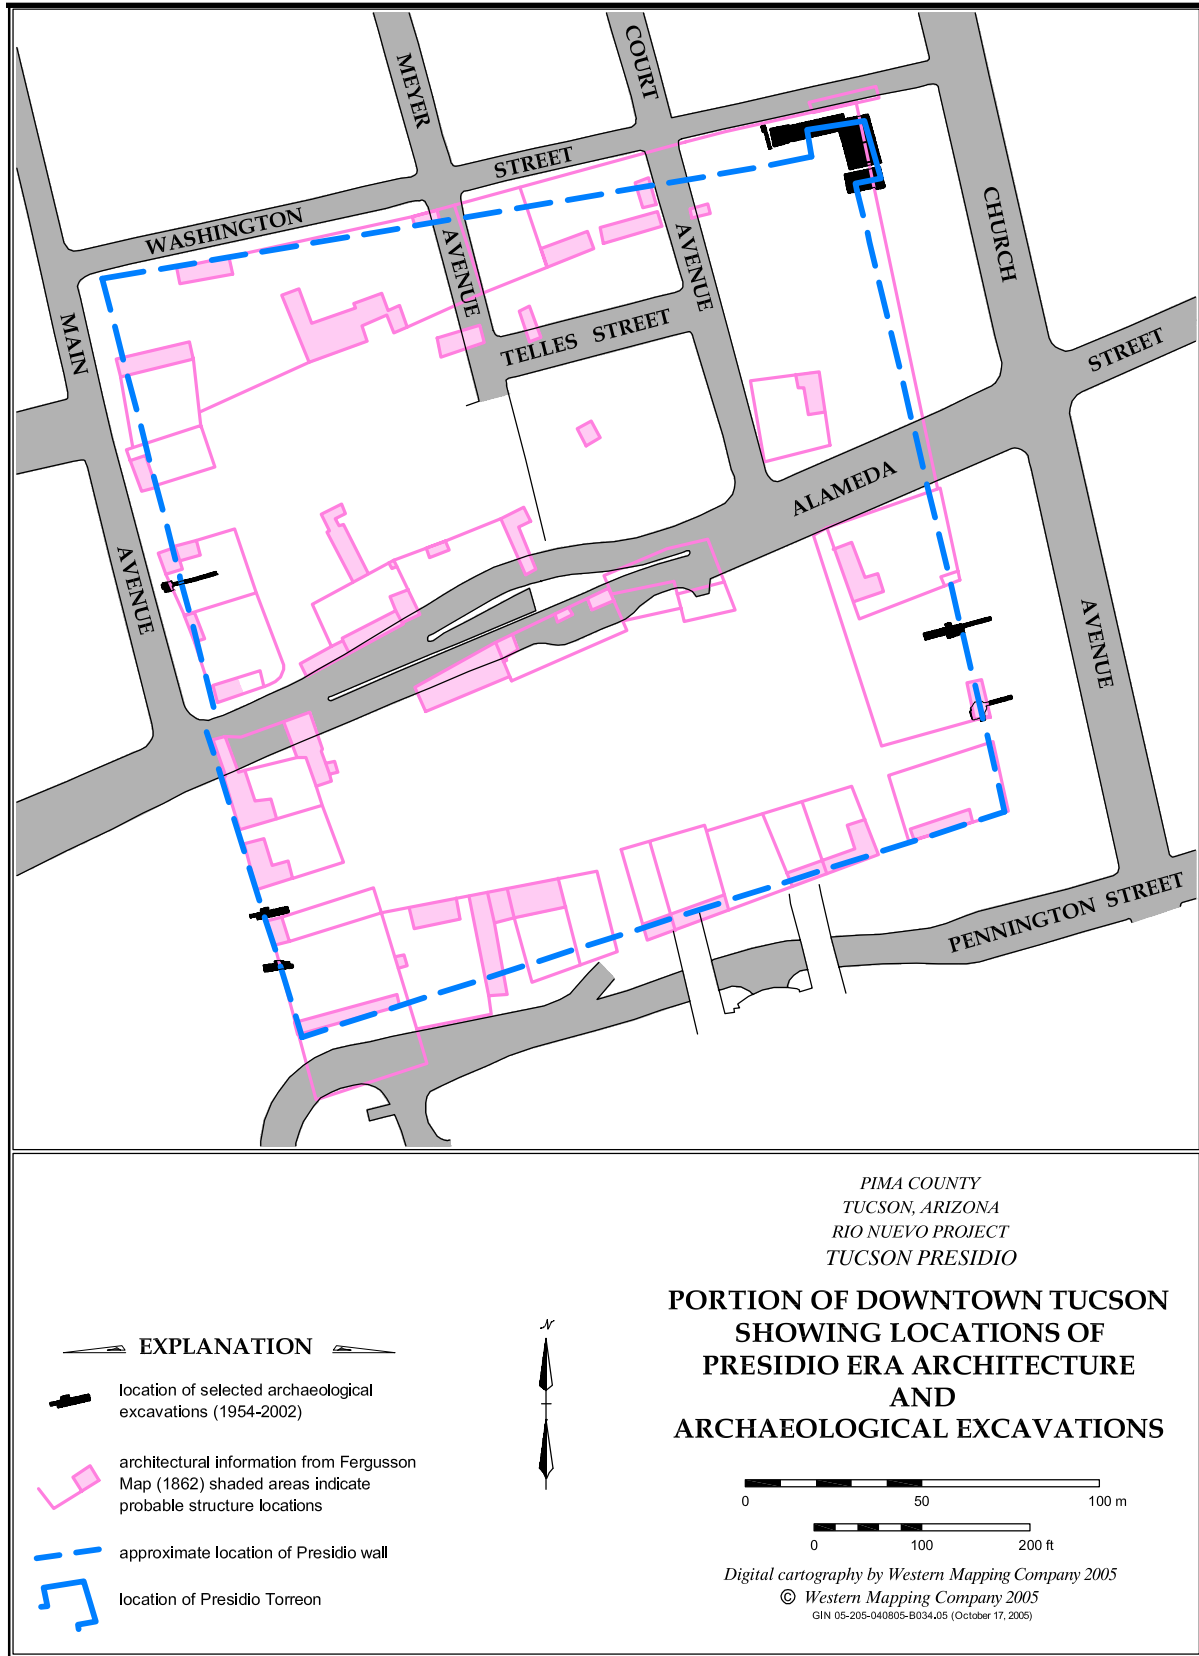 MEYER
COURT
STREET
WASHINGTON
AVENUE
AVENUE
CHURCH
MAIN
TELLES STREET
STREET
ALAMEDA
AVENUE
AVENUE
PENNINGTON STREET
PIMA COUNTY
TUCSON, ARIZONA
RIO NUEVO PROJECT
TUCSON PRESIDIO
PORTION OF DOWNTOWN TUCSON
SHOWING LOCATIONS OF
PRESIDIO ERA ARCHITECTURE
AND
ARCHAEOLOGICAL EXCAVATIONS
EXPLANATION
location of selected archaeological
excavations (1954-2002)
architectural information from Fergusson
Map (1862) shaded areas indicate
probable structure locations
approximate location of Presidio wall
location of Presidio Torreon
N
0 50 100 m
0 100 200 ft
Digital cartography by Western Mapping Company 2005
© Western Mapping Company 2005
GIN 05-205-040805-B034.05 (October 17, 2005)